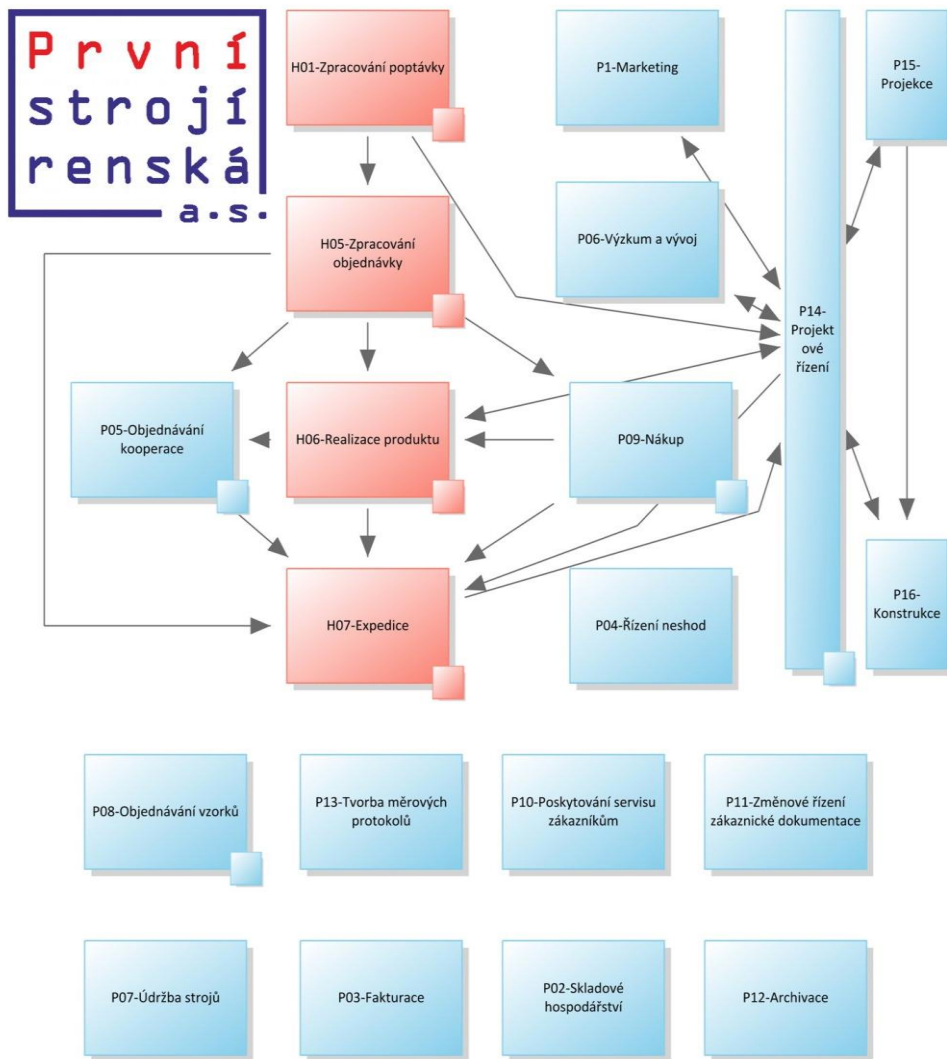 První
strojí
renská
a.s.
H01-Zpracování poptávky
P1-Marketing
P15-
Projekce
H05-Zpracování
objednávky
P06-Výzkum a vývoj
P14-
Projekt
ové
řízení
P05-Objednávání
kooperace
H06-Realizace produktu
P09-Nákup
H07-Expedice
P04-Řízení neshod
P16-
Konstrukce
P08-Objednávání vzorků
P13-Tvorba měrových
protokolů
P10-Poskytování servisu
zákazníkům
P11-Změnové řízení
zákaznické dokumentace
P07-Údržba strojů
P03-Fakturace
P02-Skladové
hospodářství
P12-Archivace